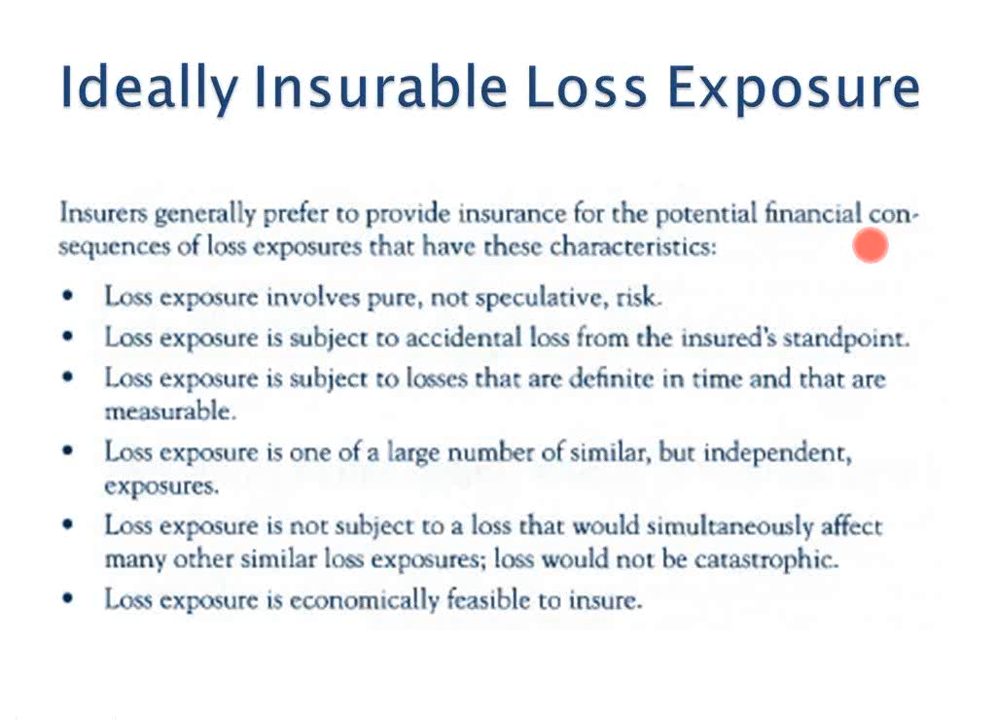 Ideally Insurable Loss Exposure
Insurers generally prefer to provide insurance for the potential financial con-
sequences of loss exposures that have these characteristics:
• Loss exposure involves pure, not speculative, risk.
• Loss exposure is subject to accidental loss from the insured's standpoint.
• Loss exposure is subject to losses that are definite in time and that are
measurable.
• Loss exposure is one of a large number of similar, but independent,
exposures.
• Loss exposure is not subject to a loss that would simultaneously affect
many other similar loss exposures; loss would not be catastrophic.
• Loss exposure is economically feasible to insure.